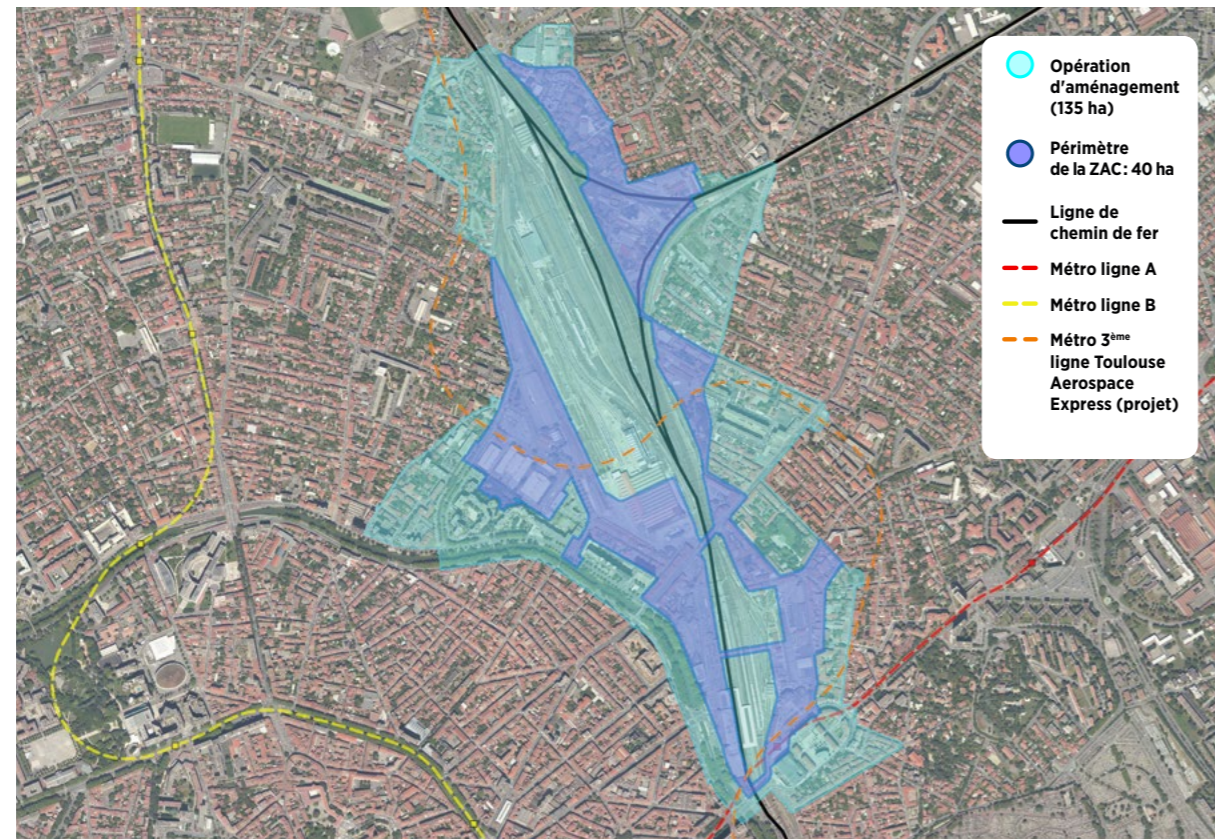 Opération
d'aménagement
(135 ha)
Périmètre
de la ZAC : 40 ha
Ligne de
chemin de fer
Métro ligne A
Métro ligne B
Métro 3ème
ligne Toulouse
Aerospace
Express (projet)